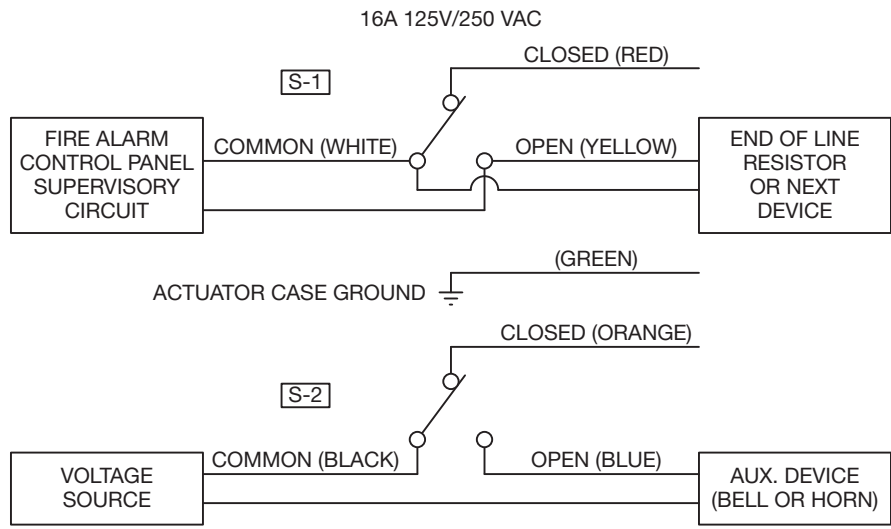 16A 125V/250 VAC
CLOSED (RED)
S-1
FIRE ALARM
CONTROL PANEL
SUPERVISORY
CIRCUIT
COMMON (WHITE)
OPEN (YELLOW)
END OF LINE
RESISTOR
OR NEXT
DEVICE
(GREEN)
ACTUATOR CASE GROUND
CLOSED (ORANGE)
S-2
COMMON (BLACK)
OPEN (BLUE)
VOLTAGE
SOURCE
AUX. DEVICE
(BELL OR HORN)